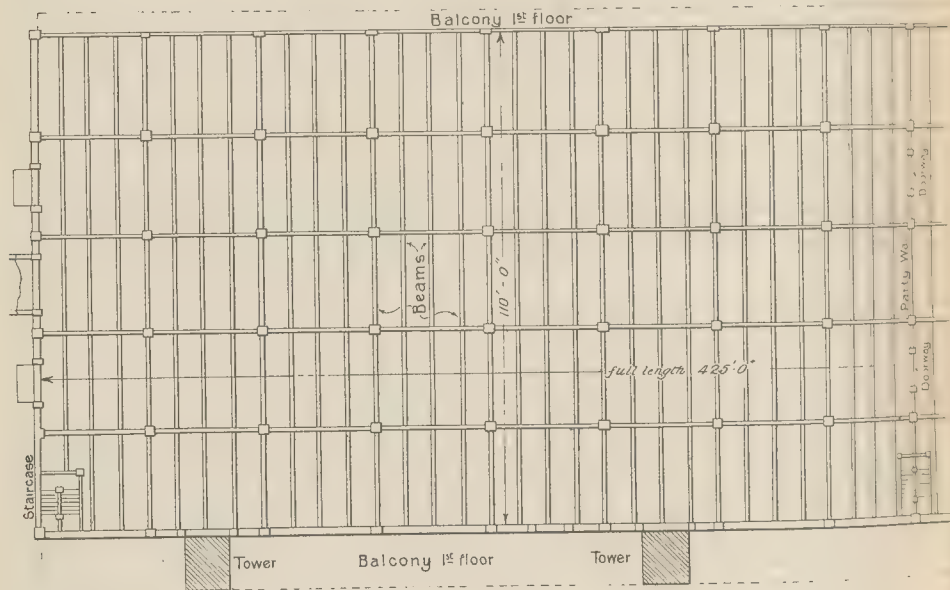 Balcony 1st floor
Doorway
Beams
110'-0"
Party Wa
full length 425'·0"
Doorway
Staircase
Tower
Balcony 1st floor
Tower